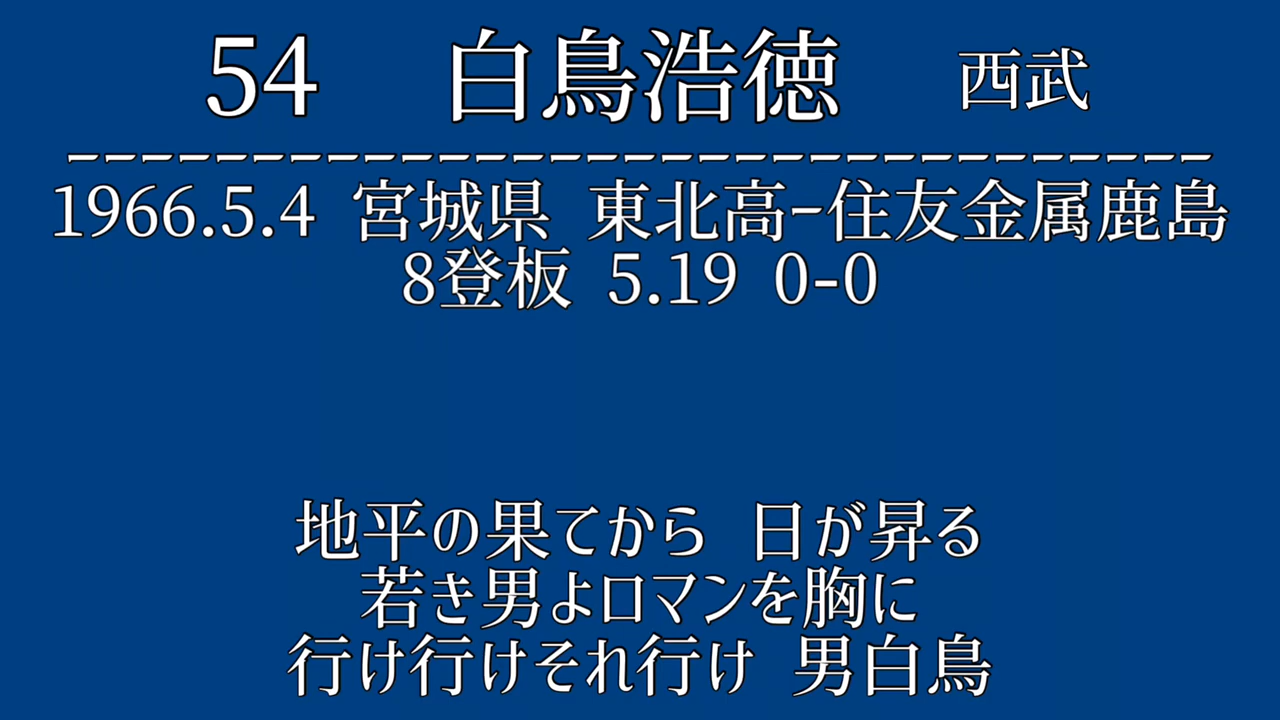 54 白鳥浩徳 西武
1966.5.4 宮城県 東北高-住友金属鹿島
8登板 5.19 0-0
地平の果てから 日が昇る
若き男よロマンを胸に
行け行けそれ行け 男白鳥